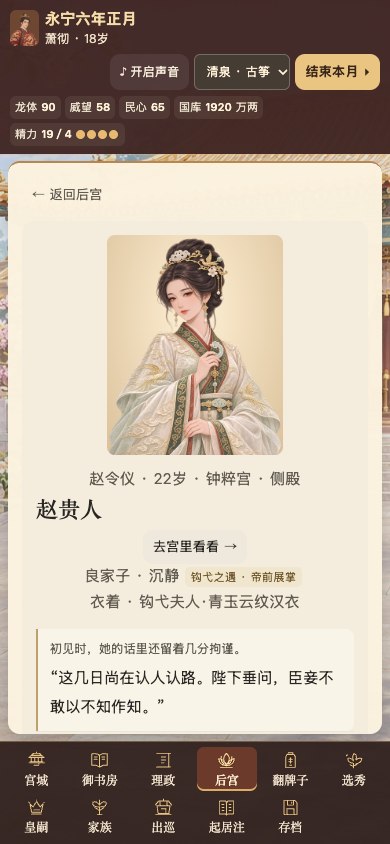 永宁六年正月
萧彻 · 18岁
♪ 开启声音 清泉 · 古筝 结束本月
龙体 90 威望 58 民心 65 国库 1920 万两
精力 19 / 4
← 返回后宫
赵令仪 · 22岁 · 钟粹宫 · 侧殿
赵贵人
去宫里看看 →
良家子 · 沉静 钩弋之遇 · 帝前展掌
衣着 · 钩弋夫人·青玉云纹汉衣
初见时，她的话里还留着几分拘谨。
“这几日尚在认人认路。陛下垂问，臣妾不
敢以不知作知。”
宫城 御书房 理政 后宫 翻牌子 选秀
皇嗣 家族 出巡 起居注 存档